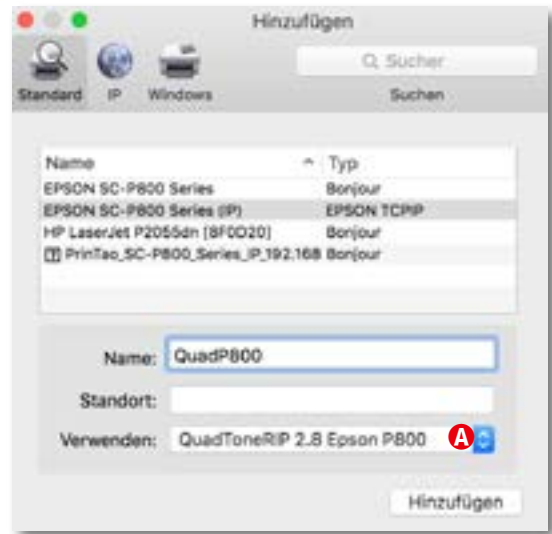 Hinzufügen
Sucher
Standard IP Windows Suchen
Name Typ
EPSON SC-P800 Series Bonjour
EPSON SC-P800 Series (IP) EPSON TCPIP
HP LaserJet P2055dn [8F0D20] Bonjour
PrinTao_SC-P800_Series_IP_192.168 Bonjour
Name: QuadP800
Standort:
Verwenden: QuadToneRIP 2.8 Epson P800 A
Hinzufügen